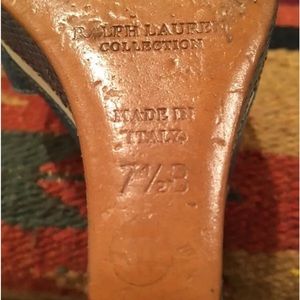 RALPH LAUREN
COLLECTION
MADE IN
ITALY
7½B